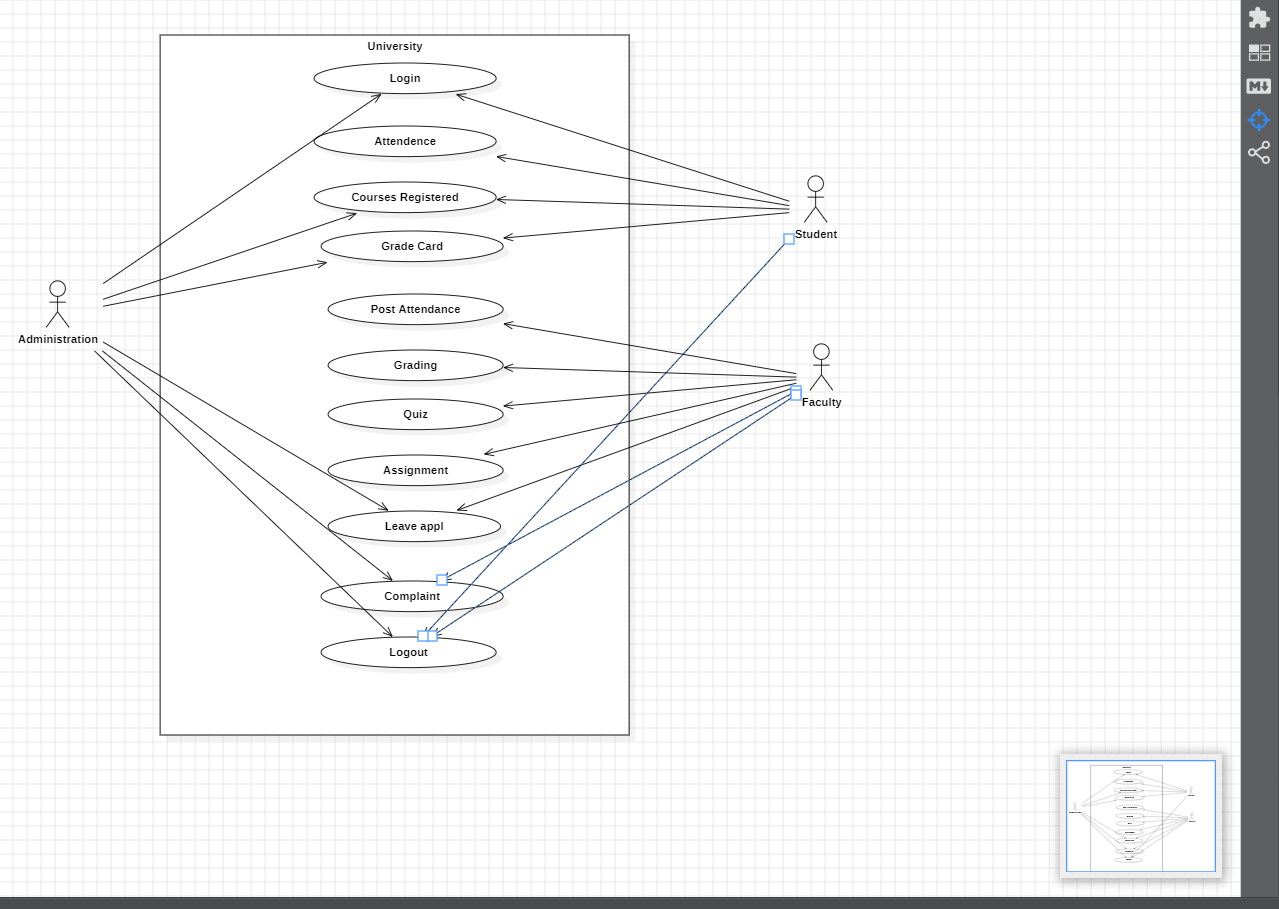 University
Login
Attendence
Courses Registered
Grade Card
Student
Post Attendance
Administration
Grading
Faculty
Quiz
Assignment
Leave appl
Complaint
Logout
M